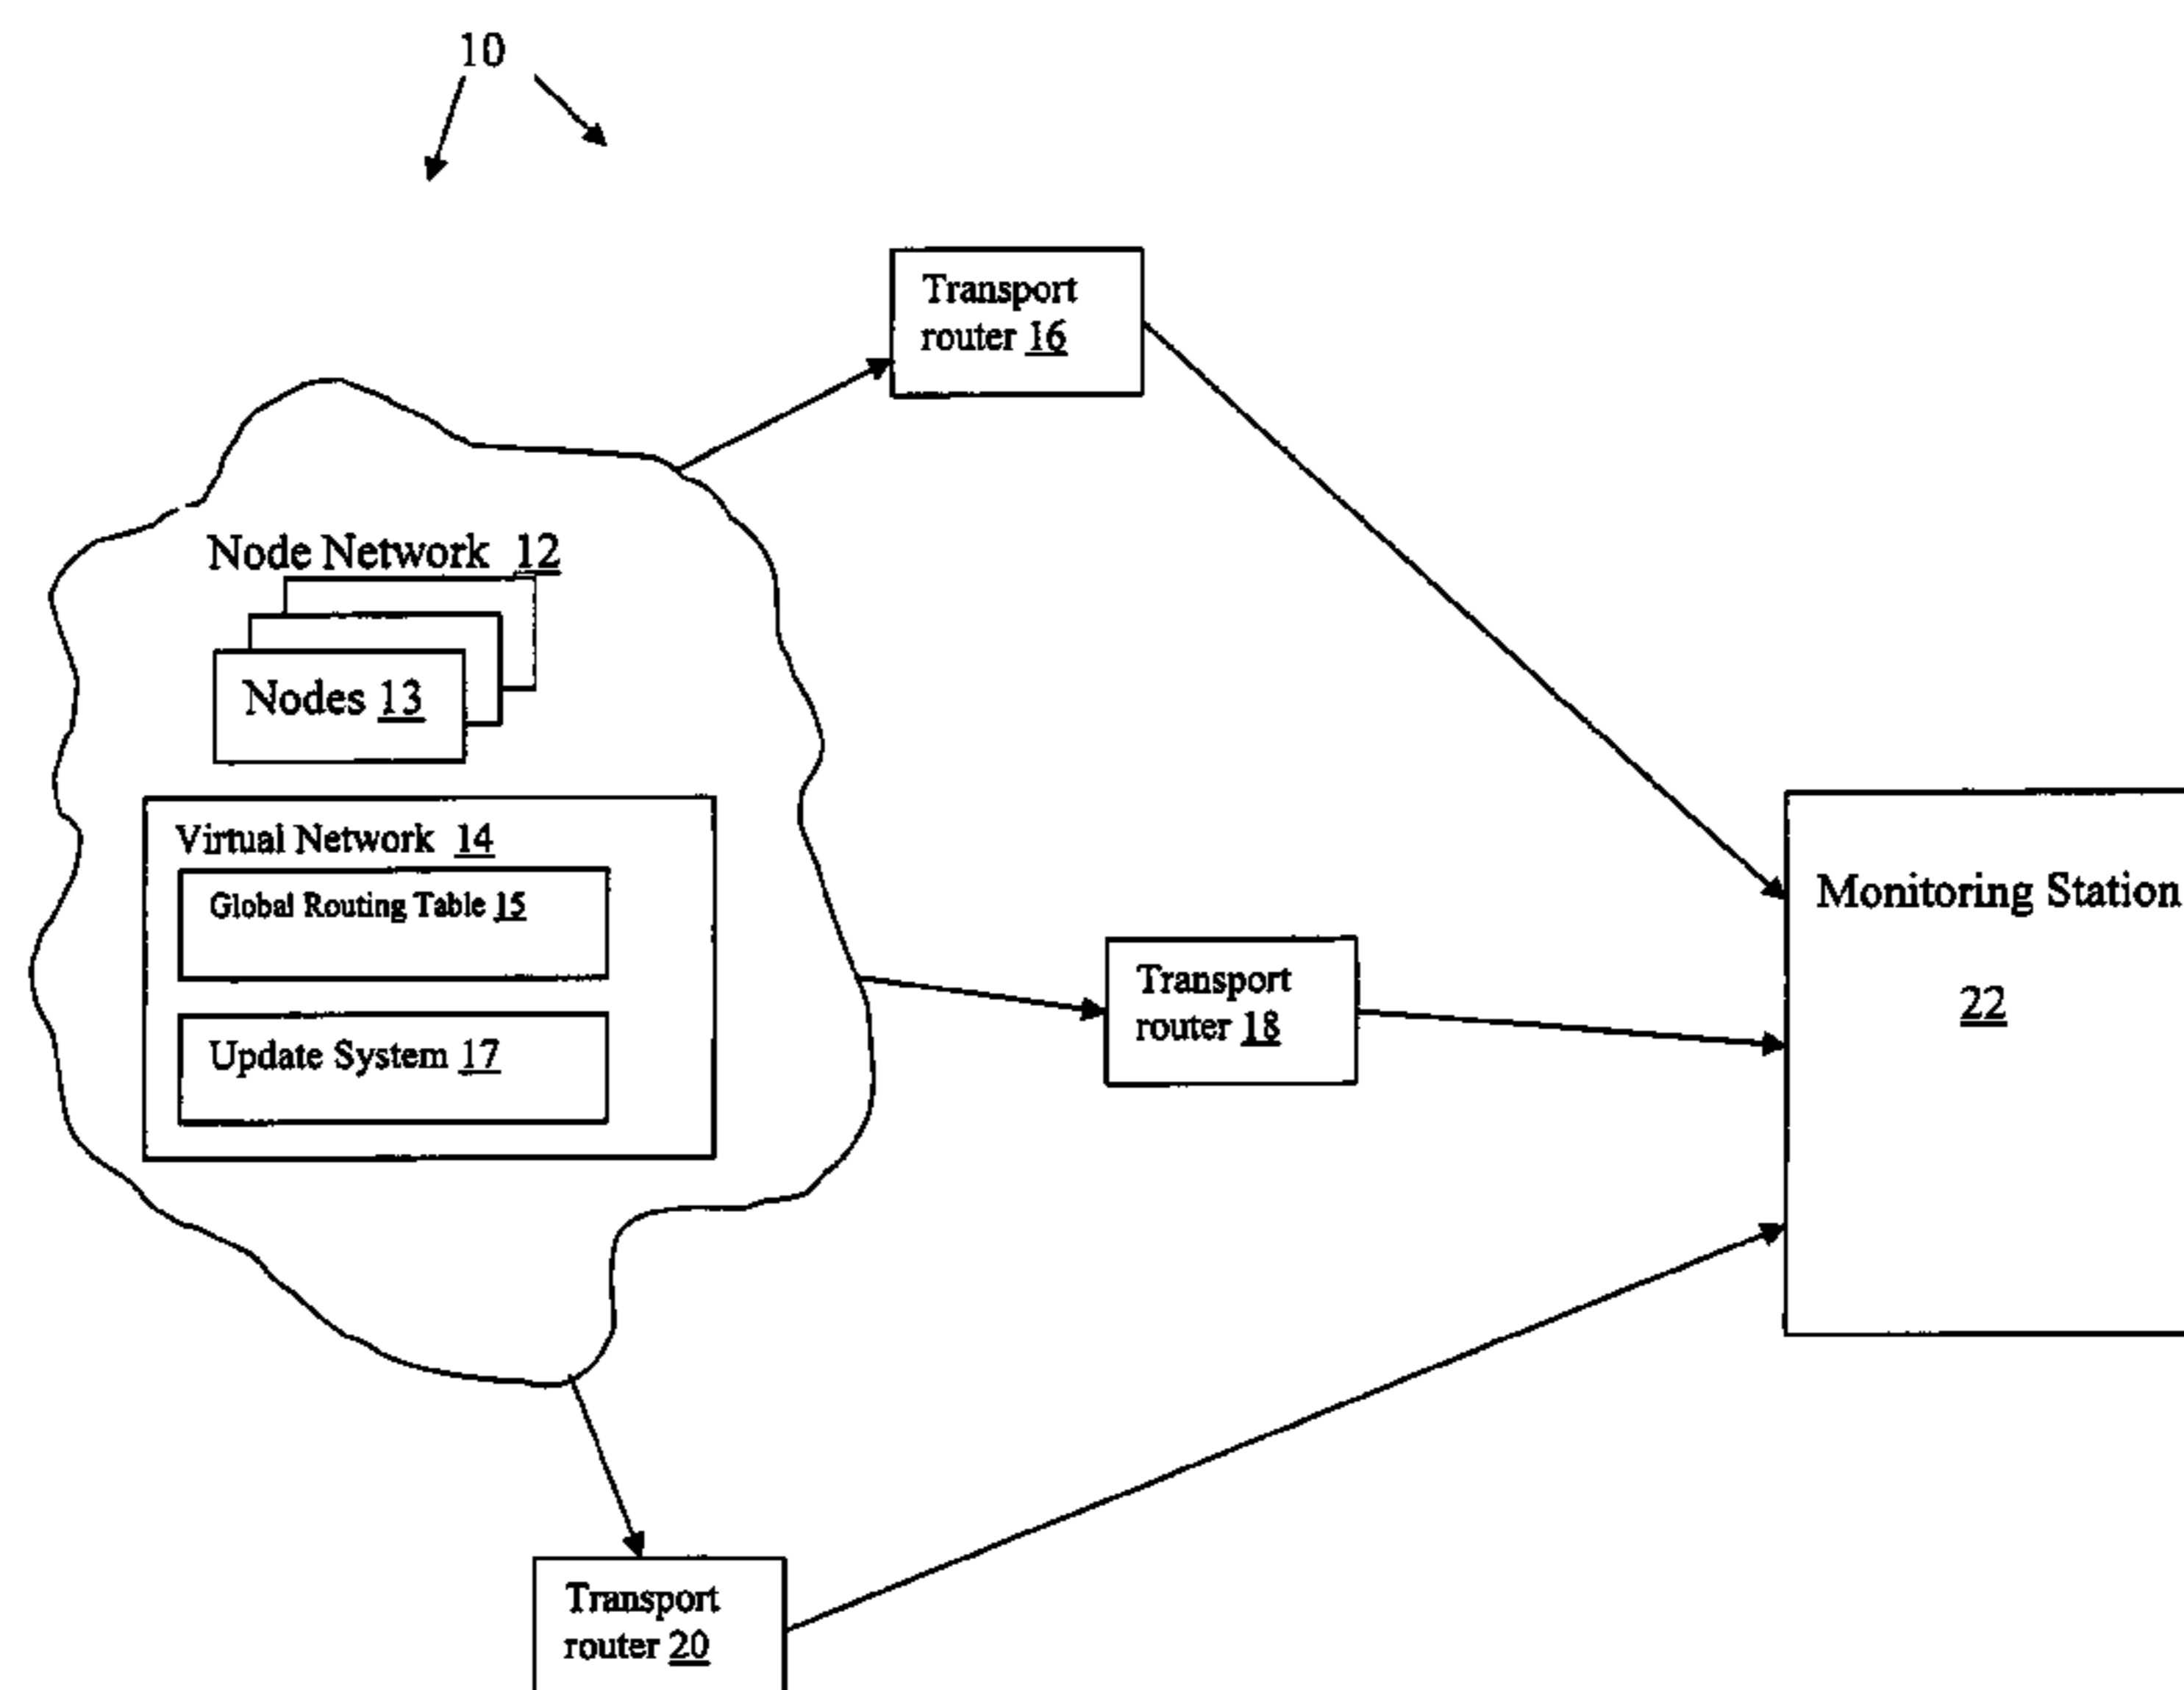 10
Transport
router 16
Node Network 12
Nodes 13
Virtual Network 14
Global Routing Table 15
Update System 17
Transport
router 18
Monitoring Station
22
Transport
router 20